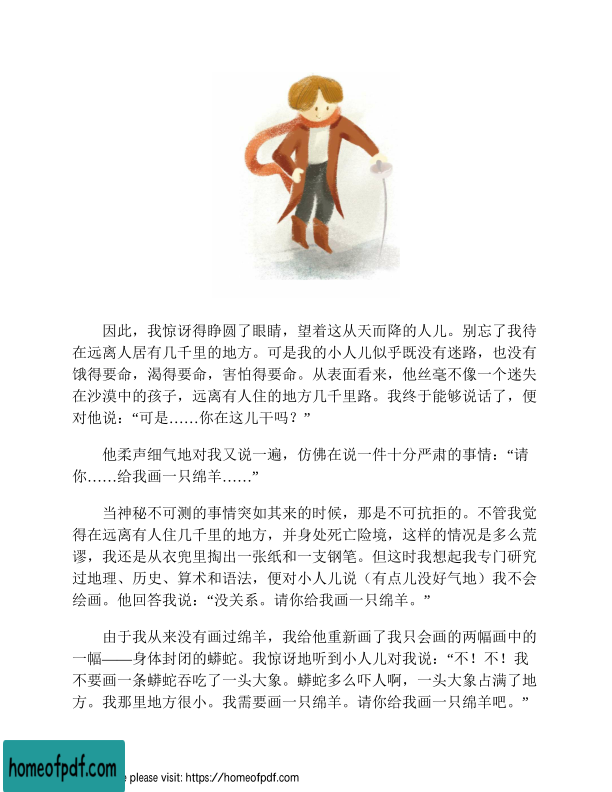 因此，我惊讶得睁圆了眼睛，望着这从天而降的人儿。别忘了我待
在远离人居有几千里的地方。可是我的小人儿似乎既没有迷路，也没有
饿得要命，渴得要命，害怕得要命。从表面看来，他丝毫不像一个迷失
在沙漠中的孩子，远离有人住的地方几千里路。我终于能够说话了，便
对他说：“可是……你在这儿干吗？”
他柔声细气地对我又说一遍，仿佛在说一件十分严肃的事情：“请
你……给我画一只绵羊……”
当神秘不可测的事情突如其来的时候，那是不可抗拒的。不管我觉
得在远离有人住几千里的地方，并身处死亡险境，这样的情况是多么荒
谬，我还是从衣兜里掏出一张纸和一支钢笔。但这时我想起我专门研究
过地理、历史、算术和语法，便对小人儿说（有点儿没好气地）我不会
绘画。他回答我说：“没关系。请你给我画一只绵羊。”
由于我从来没有画过绵羊，我给他重新画了我只会画的两幅画中的
一幅——身体封闭的蟒蛇。我惊讶地听到小人儿对我说：“不！不！我
不要画一条蟒蛇吞吃了一头大象。蟒蛇多么吓人啊，一头大象占满了地
方。我那里地方很小。我需要画一只绵羊。请你给我画一只绵羊吧。”
homeofpdf.com
e please visit: https://homeofpdf.com